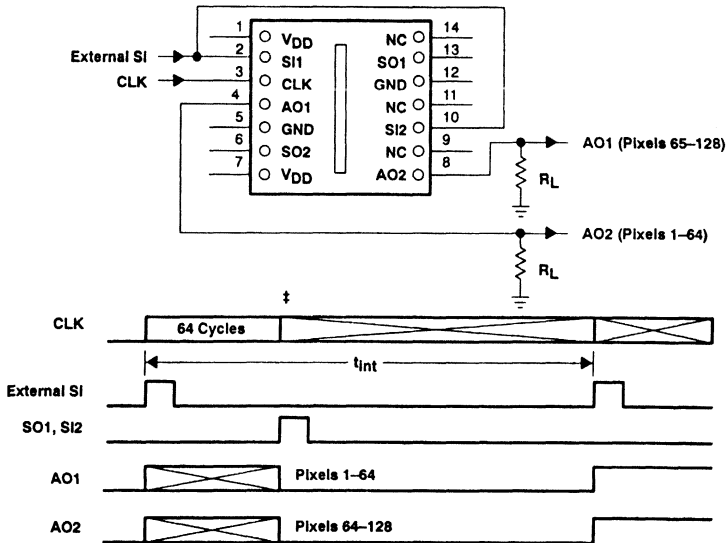 1 VDD NC 14
External SI 2 SI1 SO1 13
CLK 3 CLK GND 12
4 AO1 NC 11
5 GND SI2 10
6 SO2 NC 9
7 VDD AO2 8
AO1 (Pixels 65–128)
RL
AO2 (Pixels 1–64)
RL
‡
CLK 64 Cycles
tint
External SI
SO1, SI2
AO1 Pixels 1–64
AO2 Pixels 64–128